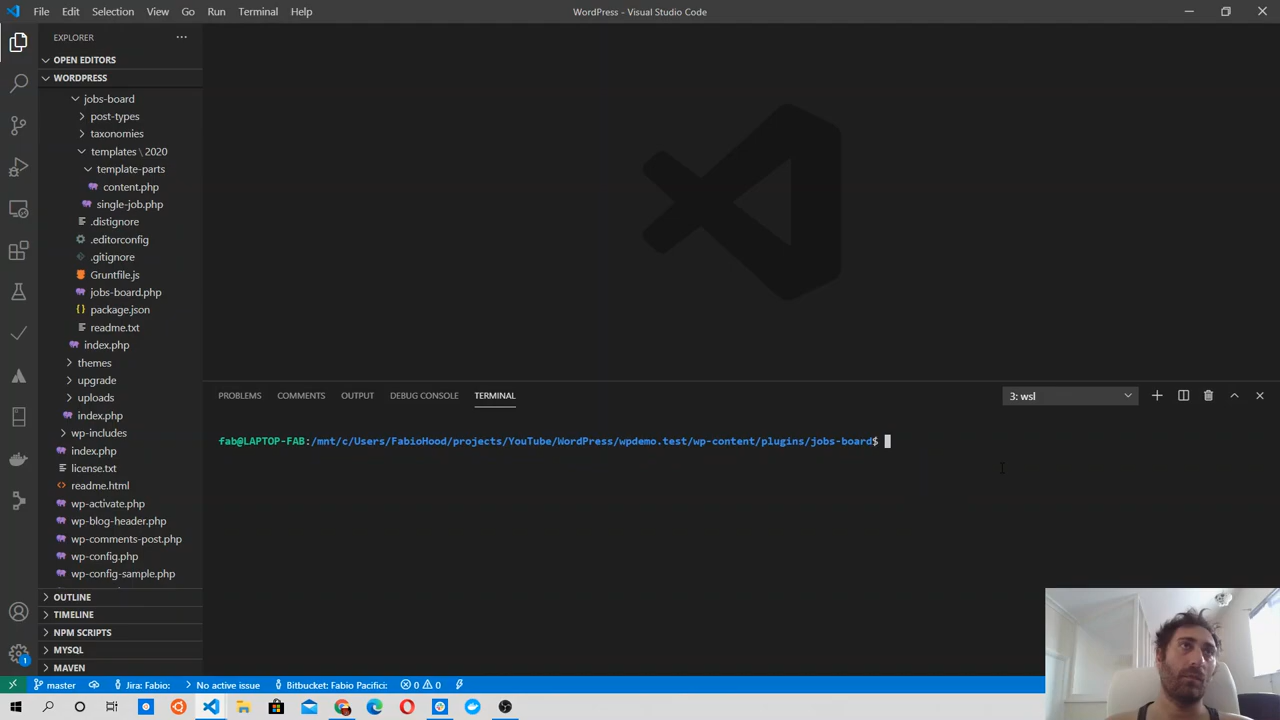 File Edit Selection View Go Run Terminal Help
WordPress - Visual Studio Code
EXPLORER
OPEN EDITORS
WORDPRESS
jobs-board
post-types
taxonomies
templates \ 2020
template-parts
content.php
single-job.php
.distignore
.editorconfig
.gitignore
Gruntfile.js
jobs-board.php
package.json
readme.txt
index.php
themes
upgrade
uploads
index.php
wp-includes
index.php
license.txt
readme.html
wp-activate.php
wp-blog-header.php
wp-comments-post.php
wp-config.php
wp-config-sample.php
OUTLINE
TIMELINE
NPM SCRIPTS
MYSQL
MAVEN
PROBLEMS COMMENTS OUTPUT DEBUG CONSOLE TERMINAL
3: wsl
fab@LAPTOP-FAB:/mnt/c/Users/FabioHood/projects/YouTube/WordPress/wpdemo.test/wp-content/plugins/jobs-board$
1
master Jira: Fabio: No active issue Bitbucket: Fabio Pacifici: 0 0